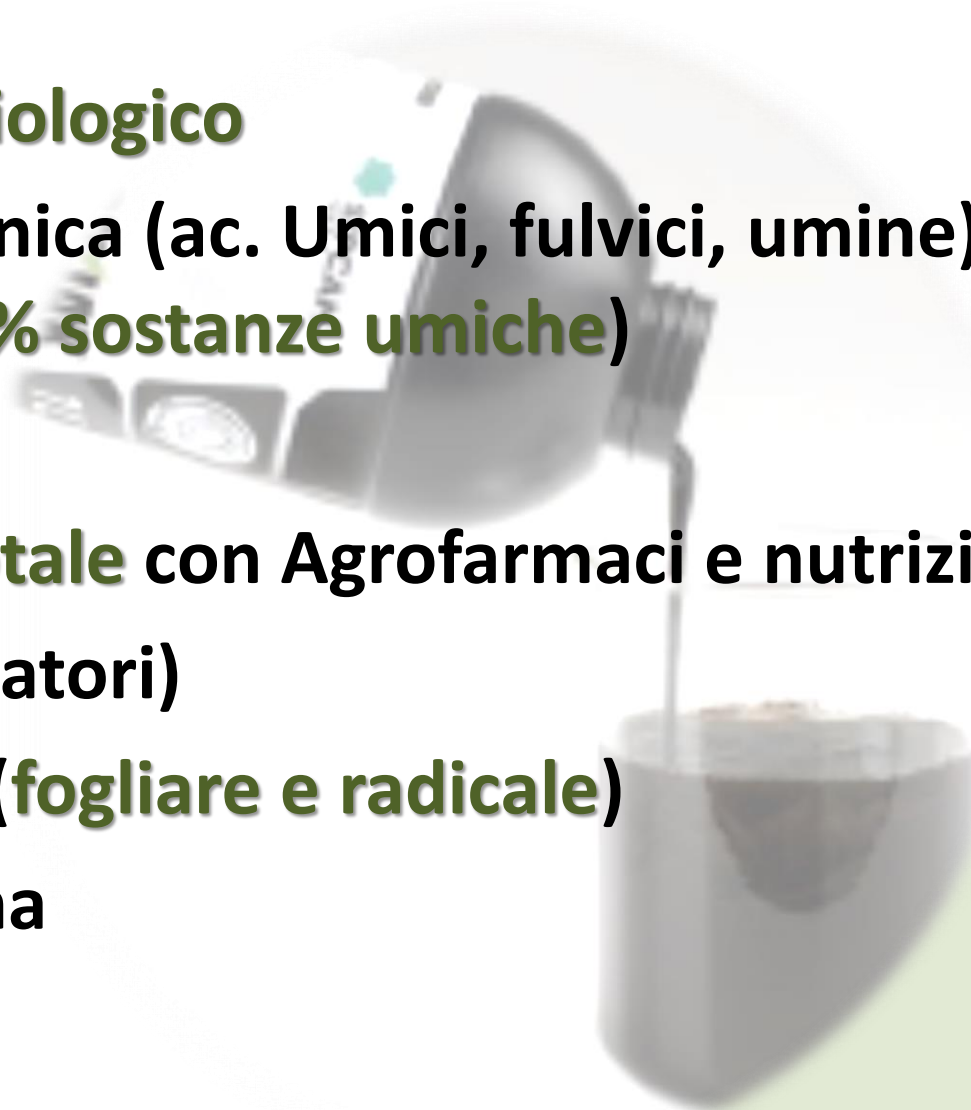 iologico
nica (ac. Umici, fulvici, umine)
% sostanze umiche)
tale con Agrofarmaci e nutrizi
atori)
(fogliare e radicale)
na